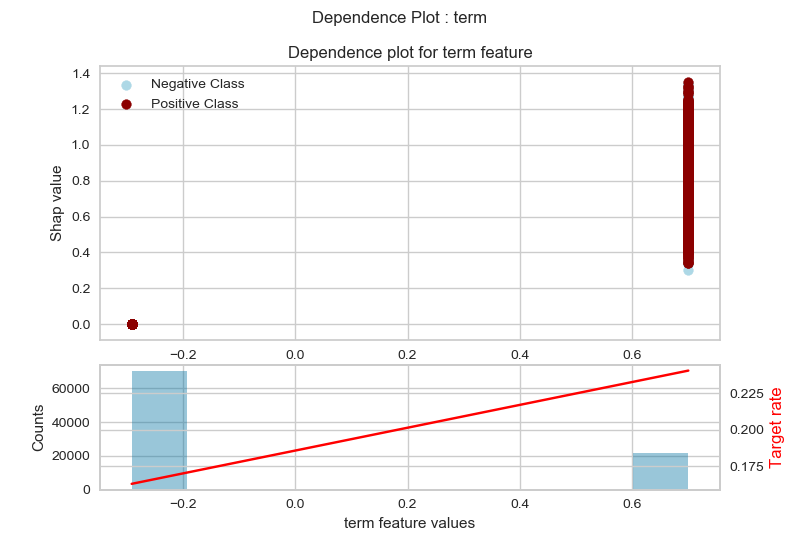 Dependence Plot : term
Dependence plot for term feature
Negative Class
Positive Class
Shap value
1.4
1.2
1.0
0.8
0.6
0.4
0.2
0.0
−0.2 0.0 0.2 0.4 0.6
Counts
60000
40000
20000
0
0.225
0.200
0.175
Target rate
−0.2 0.0 0.2 0.4 0.6
term feature values